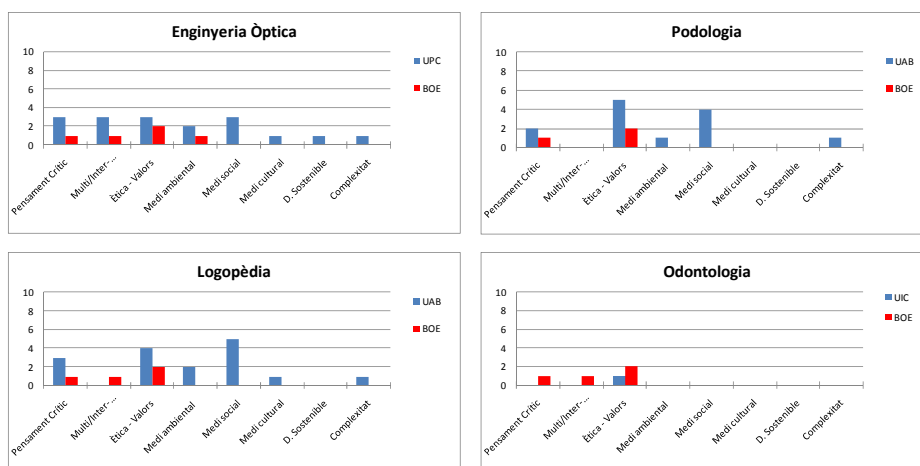 Enginyeria Òptica
10
8
6
4
2
0
UPC
BOE
Pensament Crític
Multi/Inter-...
Ètica - Valors
Medi ambiental
Medi social
Medi cultural
D. Sostenible
Complexitat
Podologia
10
8
6
4
2
0
UAB
BOE
Pensament Crític
Multi/Inter-...
Ètica - Valors
Medi ambiental
Medi social
Medi cultural
D. Sostenible
Complexitat
Logopèdia
10
8
6
4
2
0
UAB
BOE
Pensament Crític
Multi/Inter-...
Ètica - Valors
Medi ambiental
Medi social
Medi cultural
D. Sostenible
Complexitat
Odontologia
10
8
6
4
2
0
UIC
BOE
Pensament Crític
Multi/Inter-...
Ètica - Valors
Medi ambiental
Medi social
Medi cultural
D. Sostenible
Complexitat